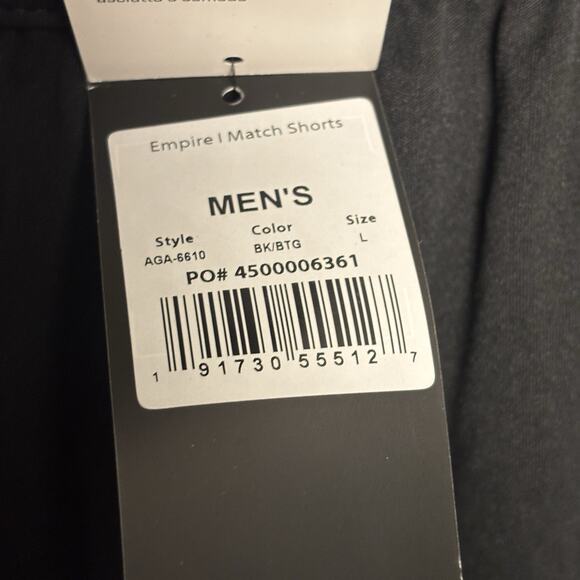 Empire I Match Shorts
MEN'S
Style Color Size
AGA-6610 BK/BTG L
PO# 4500006361
1 91730 55512 7